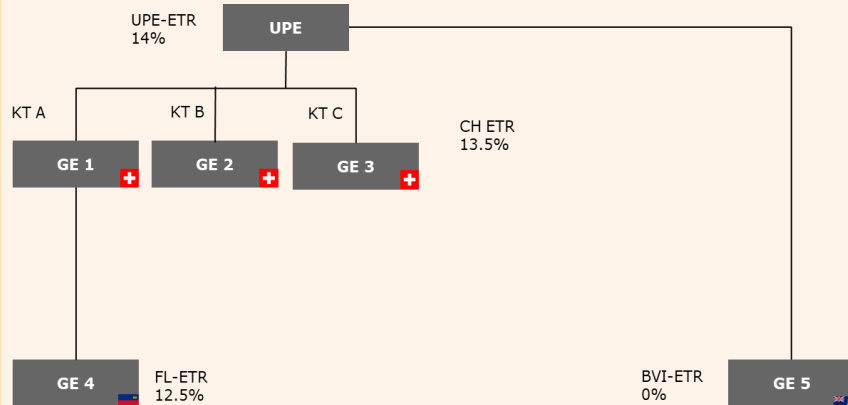 UPE-ETR
14%
UPE
KT A
KT B
KT C
CH ETR
13.5%
GE 1
GE 2
GE 3
GE 4
FL-ETR
12.5%
BVI-ETR
0%
GE 5